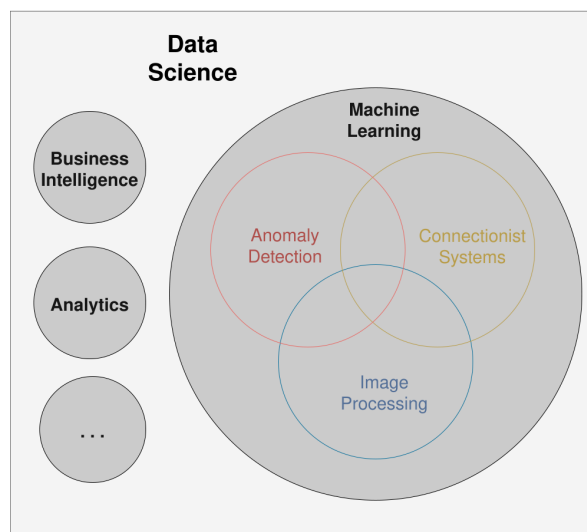 Data
Science
Machine
Learning
Business
Intelligence
Anomaly
Detection
Connectionist
Systems
Analytics
Image
Processing
...